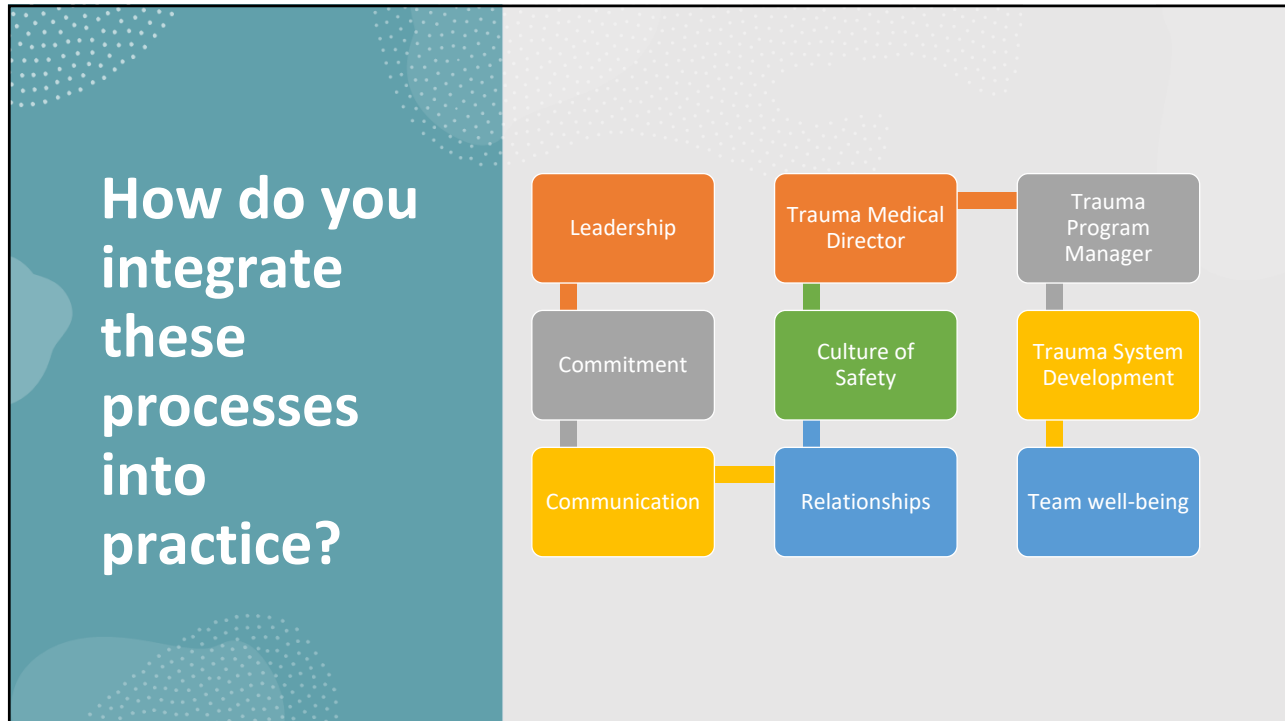 How do you
integrate
these
processes
into
practice?
Leadership
Commitment
Communication
Relationships
Culture of
Safety
Trauma Medical
Director
Trauma
Program
Manager
Trauma System
Development
Team well-being